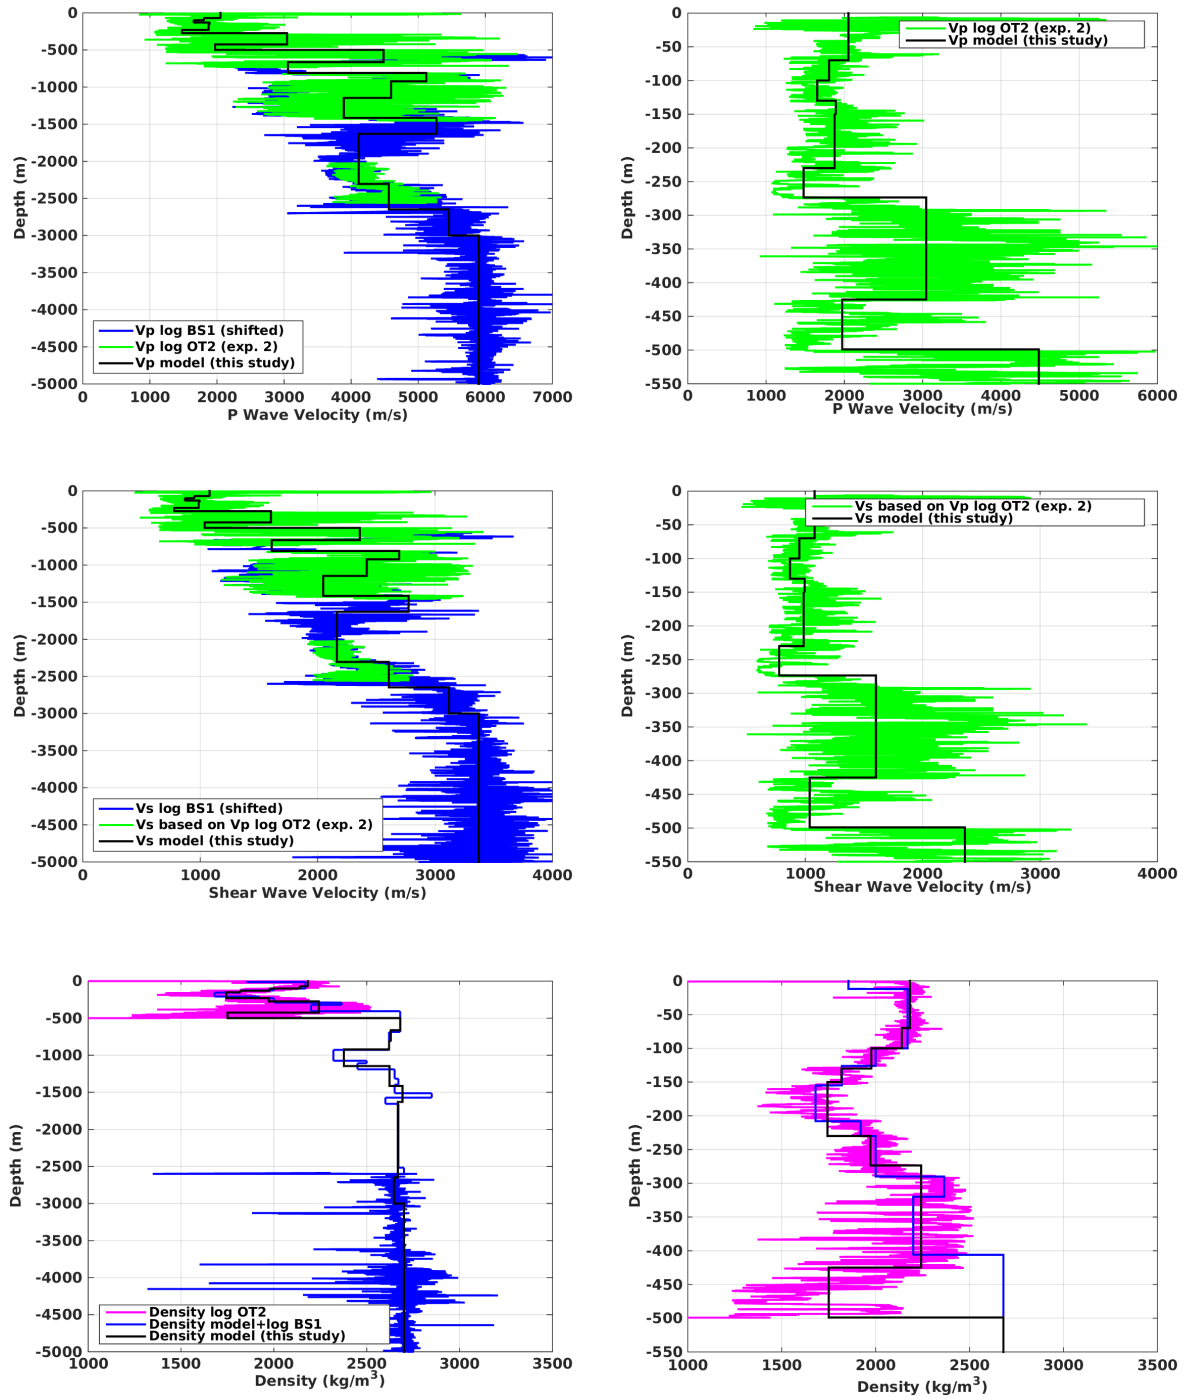 0
-500
-1000
-1500
-2000
-2500
-3000
-3500
-4000
-4500
-5000
Depth (m)
Vp log BS1 (shifted)
Vp log OT2 (exp. 2)
Vp model (this study)
0 1000 2000 3000 4000 5000 6000 7000
P Wave Velocity (m/s)
0
-50
-100
-150
-200
-250
-300
-350
-400
-450
-500
-550
Depth (m)
Vp log OT2 (exp. 2)
Vp model (this study)
0 1000 2000 3000 4000 5000 6000
P Wave Velocity (m/s)
0
-500
-1000
-1500
-2000
-2500
-3000
-3500
-4000
-4500
-5000
Depth (m)
Vs log BS1 (shifted)
Vs based on Vp log OT2 (exp. 2)
Vs model (this study)
0 1000 2000 3000 4000
Shear Wave Velocity (m/s)
0
-50
-100
-150
-200
-250
-300
-350
-400
-450
-500
-550
Depth (m)
Vs based on Vp log OT2 (exp. 2)
Vs model (this study)
0 1000 2000 3000 4000
Shear Wave Velocity (m/s)
0
-500
-1000
-1500
-2000
-2500
-3000
-3500
-4000
-4500
-5000
Depth (m)
Density log OT2
Density model+log BS1
Density model (this study)
1000 1500 2000 2500 3000 3500
Density (kg/m³)
0
-50
-100
-150
-200
-250
-300
-350
-400
-450
-500
-550
Depth (m)
1000 1500 2000 2500 3000 3500
Density (kg/m³)